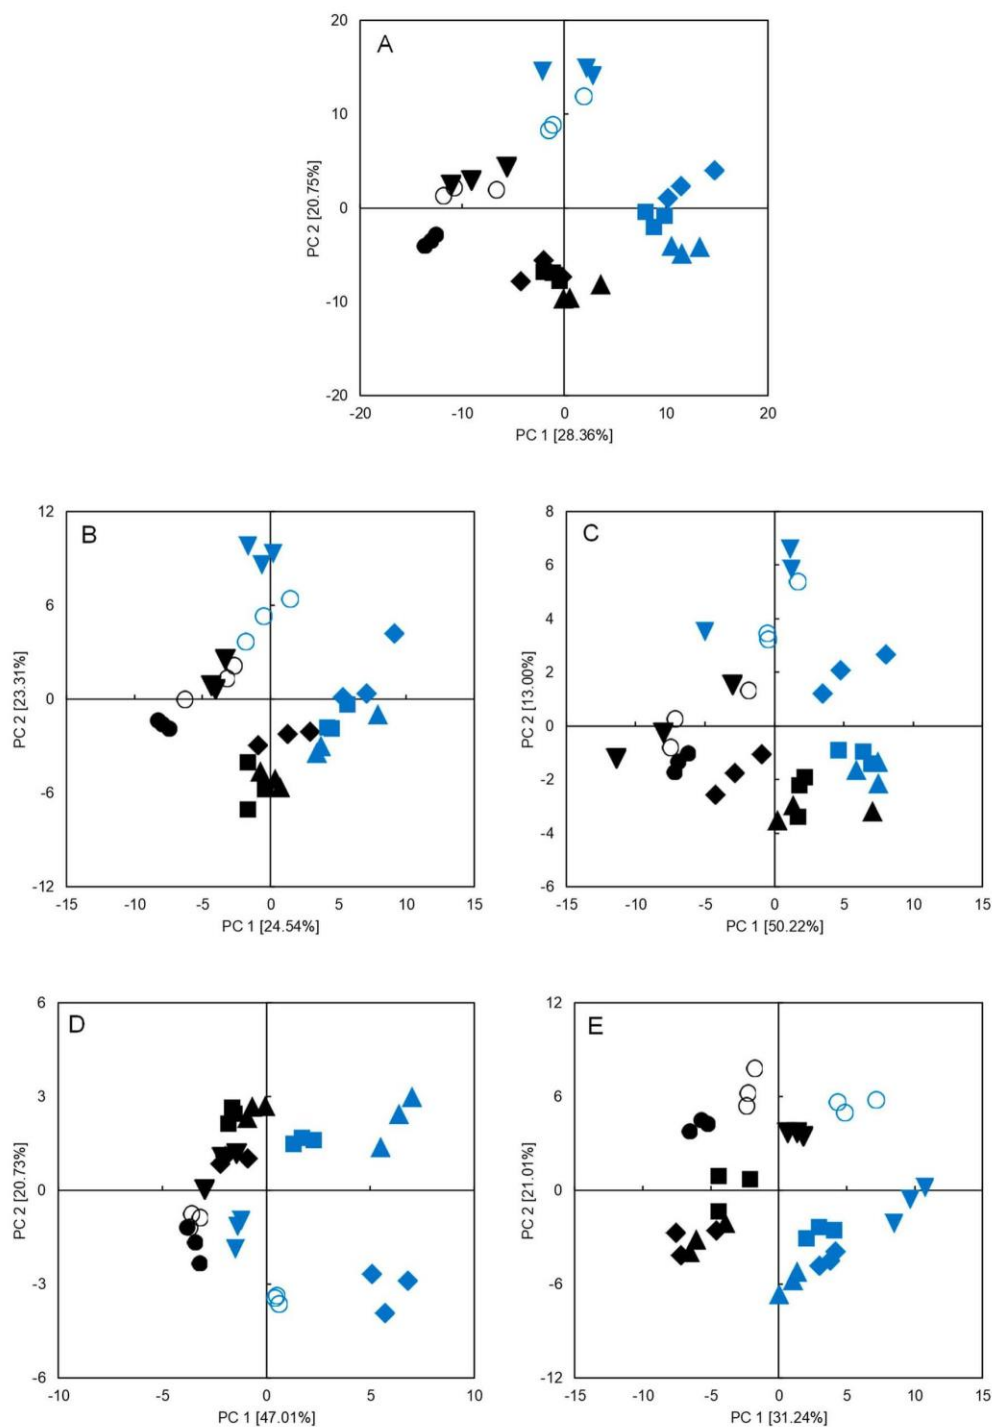 A
20
10
0
-10
-20
PC 2 [20.75%]
-20 -10 0 10 20
PC 1 [28.36%]
B
12
6
0
-6
-12
PC 2 [23.31%]
-15 -10 -5 0 5 10 15
PC 1 [24.54%]
C
8
6
4
2
0
-2
-4
-6
PC 2 [13.00%]
-15 -10 -5 0 5 10 15
PC 1 [50.22%]
D
6
3
0
-3
-6
PC 2 [20.73%]
-10 -5 0 5 10
PC 1 [47.01%]
E
12
6
0
-6
-12
PC 2 [21.01%]
-15 -10 -5 0 5 10 15
PC 1 [31.24%]